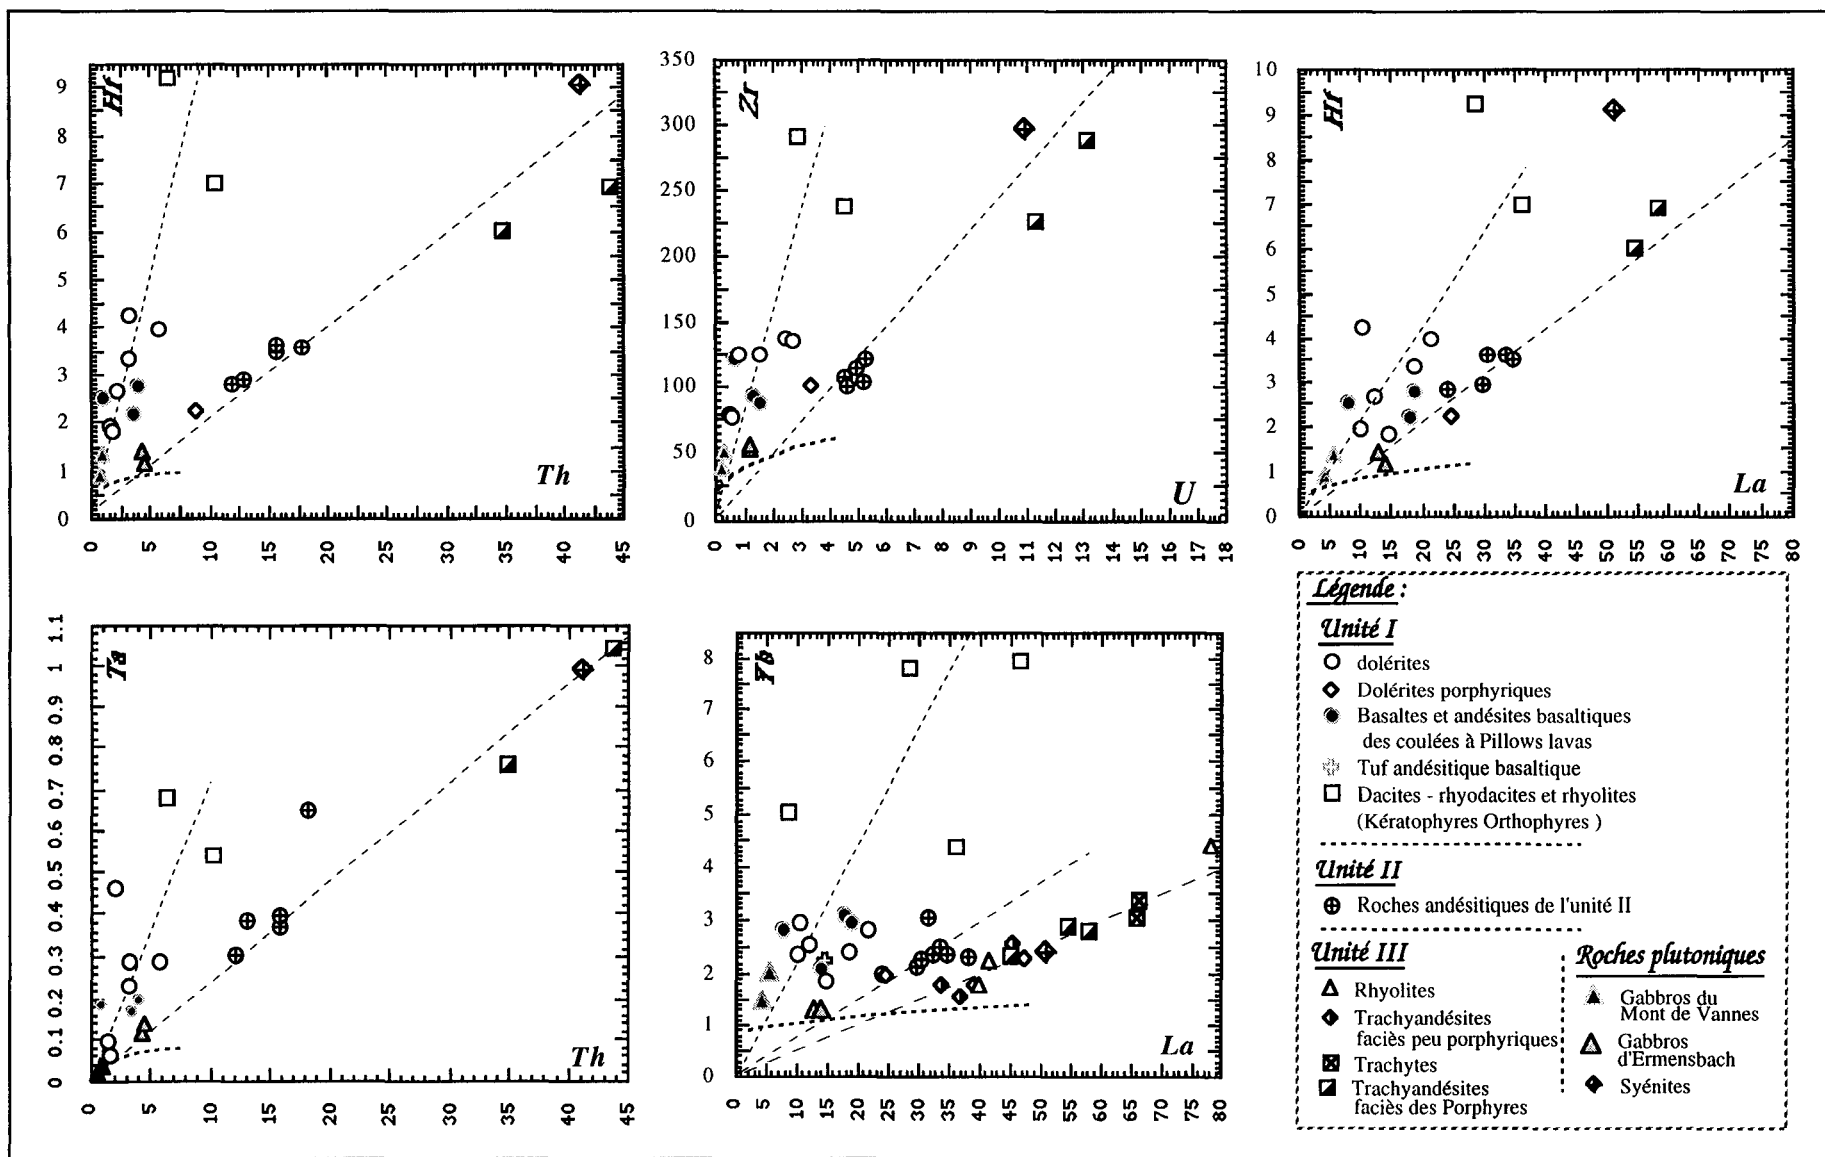 Hf
9
8
7
6
5
4
3
2
1
0
Th
0 5 10 15 20 25 30 35 40 45
Zr
350
300
250
200
150
100
50
0
U
0 1 2 3 4 5 6 7 8 9 10 11 12 13 14 15 16 17 18
Hf
10
9
8
7
6
5
4
3
2
1
0
La
0 5 10 15 20 25 30 35 40 45 50 55 60 65 70 75 80
Ta
1.1
1
0.9
0.8
0.7
0.6
0.5
0.4
0.3
0.2
0.1
0
Th
0 5 10 15 20 25 30 35 40 45
Yb
8
7
6
5
4
3
2
1
0
La
0 5 10 15 20 25 30 35 40 45 50 55 60 65 70 75 80
Légende :
Unité I
dolérites
Dolérites porphyriques
Basaltes et andésites basaltiques
des coulées à Pillows lavas
Tuf andésitique basaltique
Dacites - rhyodacites et rhyolites
(Kératophyres Orthophyres )
Unité II
Roches andésitiques de l'unité II
Unité III
Rhyolites
Trachyandésites
faciès peu porphyriques
Trachytes
Trachyandésites
faciès des Porphyres
Roches plutoniques
Gabbros du
Mont de Vannes
Gabbros
d'Ermensbach
Syénites